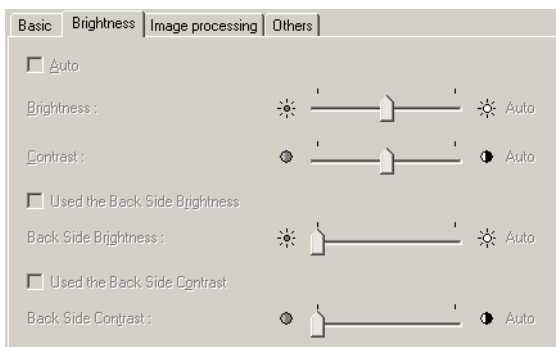 Basic Brightness Image processing Others
Auto
Brightness : Auto
Contrast : Auto
Used the Back Side Brightness
Back Side Brightness : Auto
Used the Back Side Contrast
Back Side Contrast : Auto